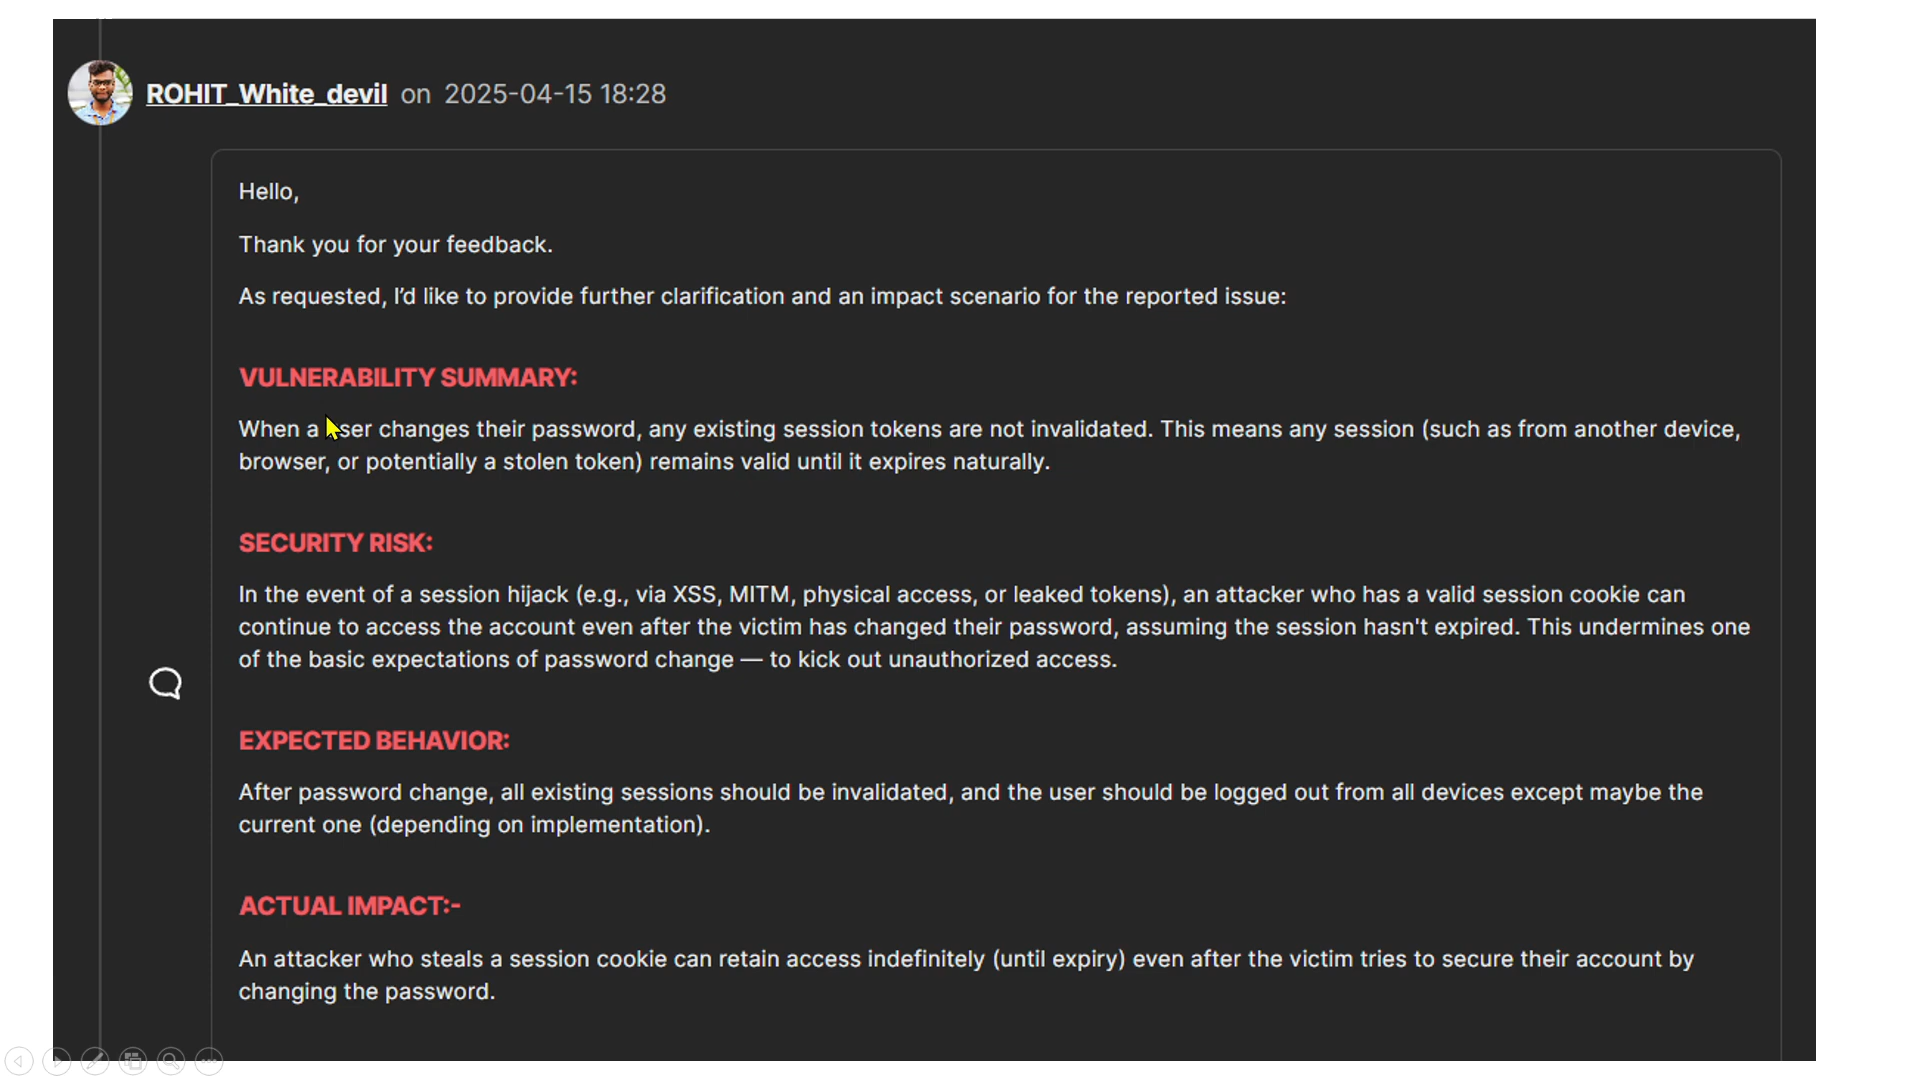 ROHIT_White_devil on 2025-04-15 18:28
Hello,
Thank you for your feedback.
As requested, I’d like to provide further clarification and an impact scenario for the reported issue:
VULNERABILITY SUMMARY:
When a user changes their password, any existing session tokens are not invalidated. This means any session (such as from another device,
browser, or potentially a stolen token) remains valid until it expires naturally.
SECURITY RISK:
In the event of a session hijack (e.g., via XSS, MITM, physical access, or leaked tokens), an attacker who has a valid session cookie can
continue to access the account even after the victim has changed their password, assuming the session hasn't expired. This undermines one
of the basic expectations of password change — to kick out unauthorized access.
EXPECTED BEHAVIOR:
After password change, all existing sessions should be invalidated, and the user should be logged out from all devices except maybe the
current one (depending on implementation).
ACTUAL IMPACT:-
An attacker who steals a session cookie can retain access indefinitely (until expiry) even after the victim tries to secure their account by
changing the password.